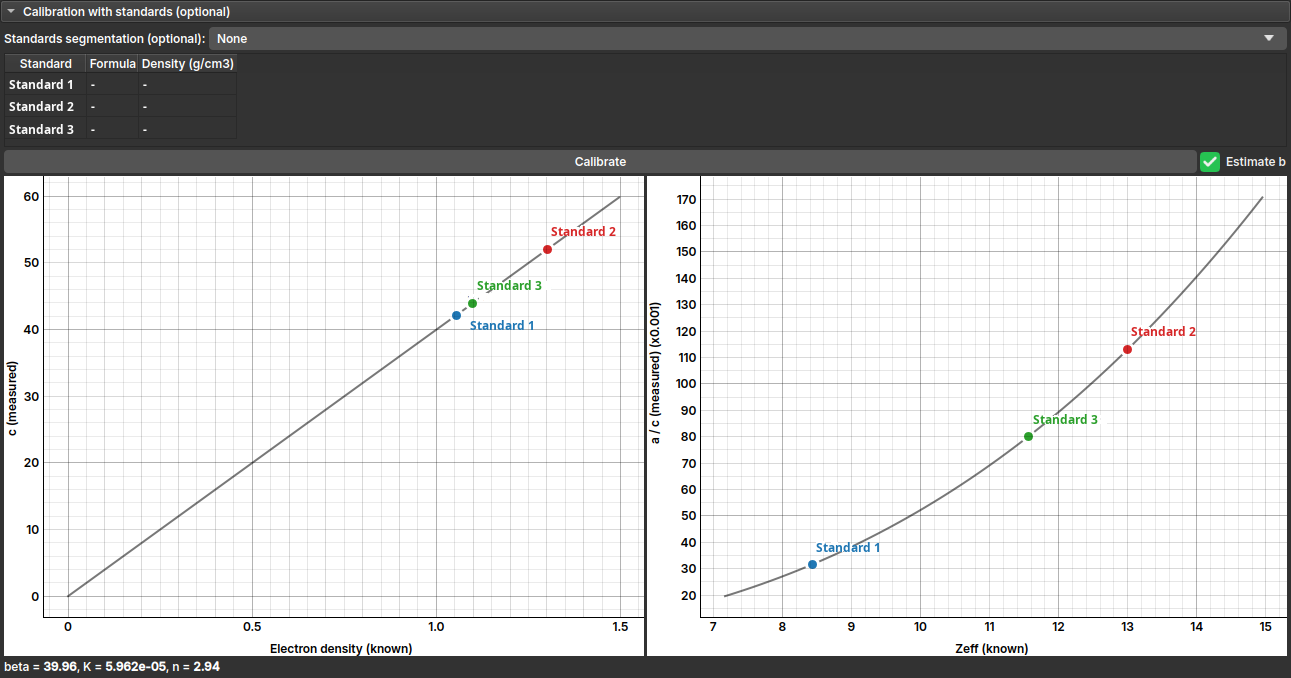 Calibration with standards (optional)
Standards segmentation (optional): None
Standard Formula Density (g/cm3)
Standard 1 - -
Standard 2 - -
Standard 3 - -
Calibrate Estimate b
60
50
40
30
20
10
0
c (measured)
Standard 2
Standard 3
Standard 1
0 0.5 1.0 1.5
Electron density (known)
170
160
150
140
130
120
110
100
90
80
70
60
50
40
30
20
a / c (measured) (x0.001)
Standard 2
Standard 3
Standard 1
7 8 9 10 11 12 13 14 15
Zeff (known)
beta = 39.96, K = 5.962e-05, n = 2.94